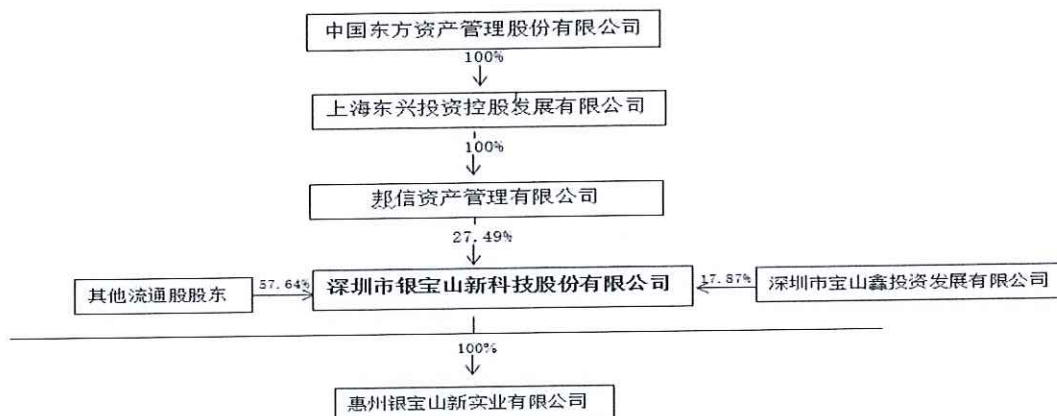 中国东方资产管理股份有限公司
100%
上海东兴投资控股发展有限公司
100%
邦信资产管理有限公司
27.49%
其他流通股股东
57.64%
深圳市银宝山新科技股份有限公司
17.87%
深圳市宝山鑫投资发展有限公司
100%
惠州银宝山新实业有限公司